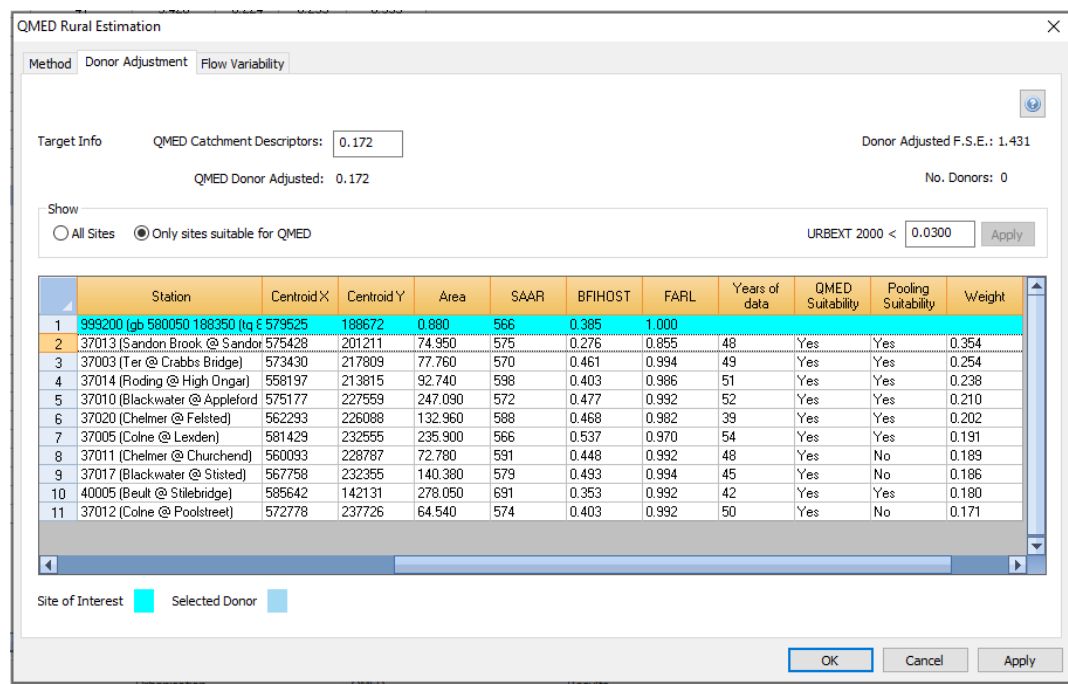 QMED Rural Estimation
Method Donor Adjustment Flow Variability
Target Info QMED Catchment Descriptors: 0.172 Donor Adjusted F.S.E.: 1.431
QMED Donor Adjusted: 0.172 No. Donors: 0
Show
All Sites Only sites suitable for QMED URBEXT 2000 < 0.0300 Apply
Station Centroid X Centroid Y Area SAAR BFIHOST FARL Years of data QMED Suitability Pooling Suitability Weight
1 999200 (gb 580050 188350 (tq 579525 188672 0.880 566 0.385 1.000
2 37013 (Sandon Brook @ Sandon 575428 201211 74.950 575 0.276 0.855 48 Yes Yes 0.354
3 37003 (Ter @ Crabbs Bridge) 573430 217809 77.760 570 0.461 0.994 49 Yes Yes 0.254
4 37014 (Roding @ High Ongar) 558197 213815 92.740 598 0.403 0.986 51 Yes Yes 0.238
5 37010 (Blackwater @ Appleford 575177 227559 247.090 572 0.477 0.992 52 Yes Yes 0.210
6 37020 (Chelmer @ Felsted) 562293 226088 132.960 588 0.468 0.982 39 Yes Yes 0.202
7 37005 (Colne @ Lexden) 581429 232555 235.900 566 0.537 0.970 54 Yes Yes 0.191
8 37011 (Chelmer @ Churchend) 560093 228787 72.780 591 0.448 0.992 48 Yes No 0.189
9 37017 (Blackwater @ Stisted) 567758 232355 140.380 579 0.493 0.994 45 Yes No 0.186
10 40005 (Beult @ Stilebridge) 585642 142131 278.050 691 0.353 0.992 42 Yes Yes 0.180
11 37012 (Colne @ Poolstreet) 572778 237726 64.540 574 0.403 0.992 50 Yes No 0.171
Site of Interest Selected Donor
OK Cancel Apply